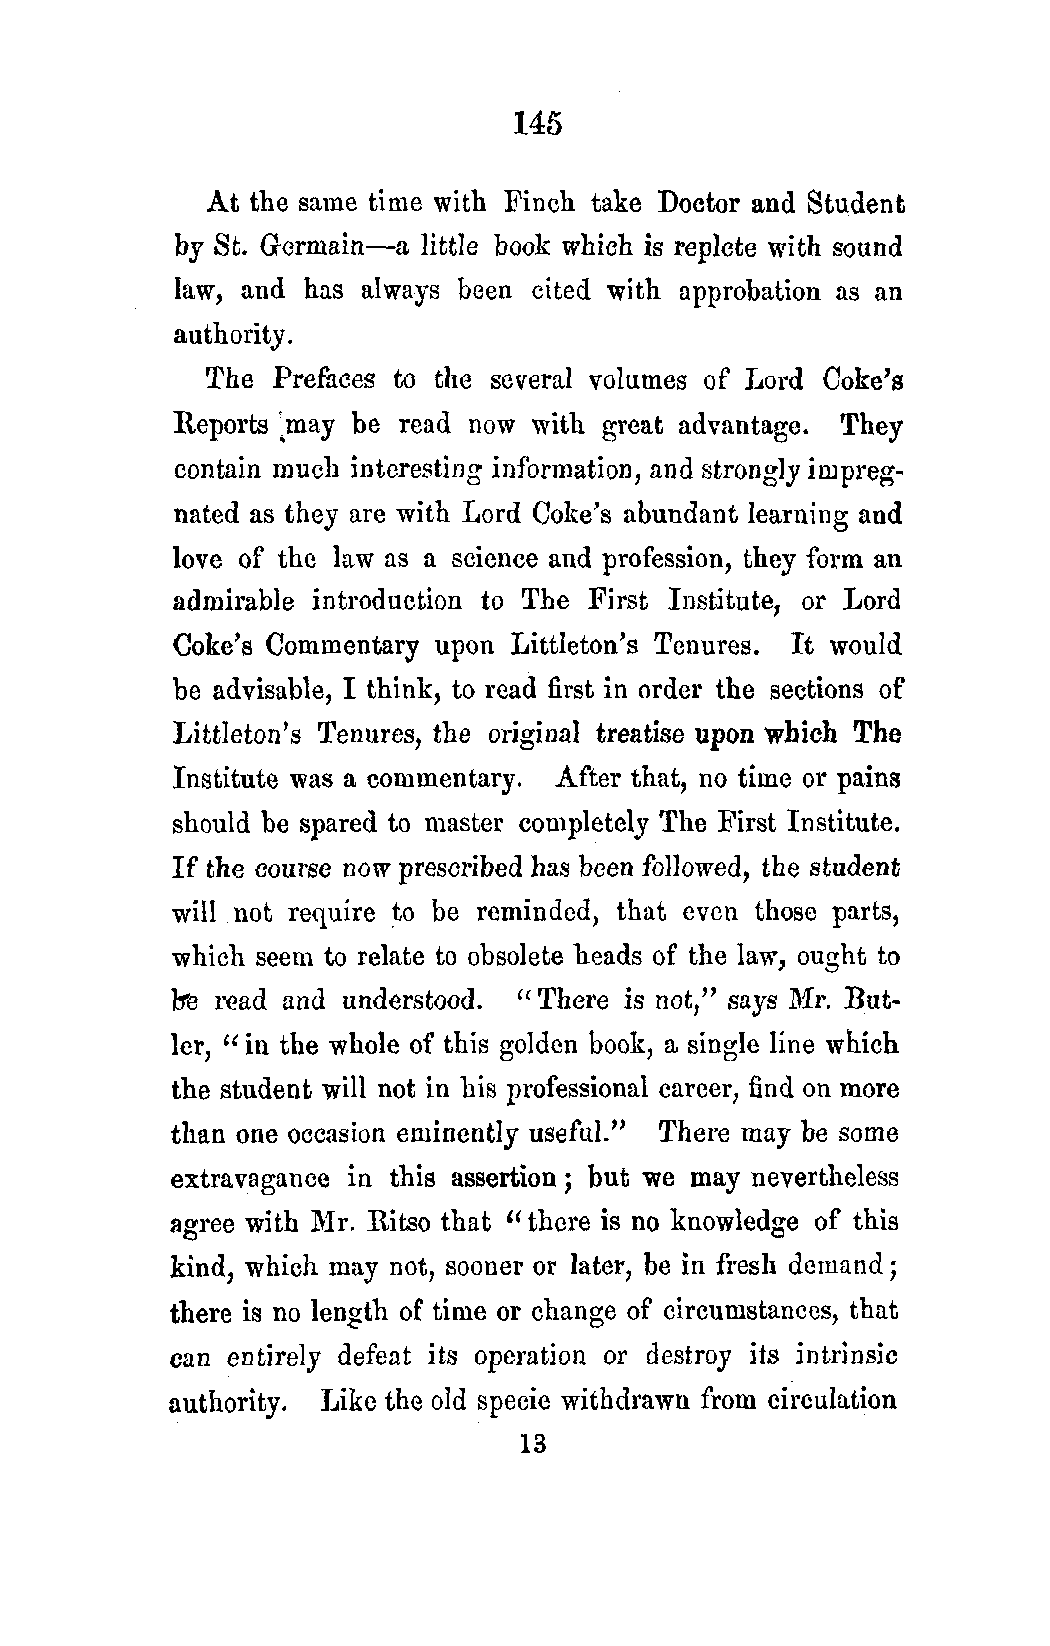 145
At the same time with Finch take Doctor and Student
by St. Germain—a little book which is replete with sound
law, and has always been cited with approbation as an
authority.
The Prefaces to the several volumes of Lord Coke's
Reports may be read now with great advantage. They
contain much interesting information, and strongly impreg-
nated as they are with Lord Coke's abundant learning and
love of the law as a science and profession, they form an
admirable introduction to The First Institute, or Lord
Coke's Commentary upon Littleton's Tenures. It would
be advisable, I think, to read first in order the sections of
Littleton's Tenures, the original treatise upon which The
Institute was a commentary. After that, no time or pains
should be spared to master completely The First Institute.
If the course now prescribed has been followed, the student
will not require to be reminded, that even those parts,
which seem to relate to obsolete heads of the law, ought to
be read and understood. "There is not," says Mr. But-
ler, "in the whole of this golden book, a single line which
the student will not in his professional career, find on more
than one occasion eminently useful." There may be some
extravagance in this assertion; but we may nevertheless
agree with Mr. Ritso that "there is no knowledge of this
kind, which may not, sooner or later, be in fresh demand;
there is no length of time or change of circumstances, that
can entirely defeat its operation or destroy its intrinsic
authority. Like the old specie withdrawn from circulation
13